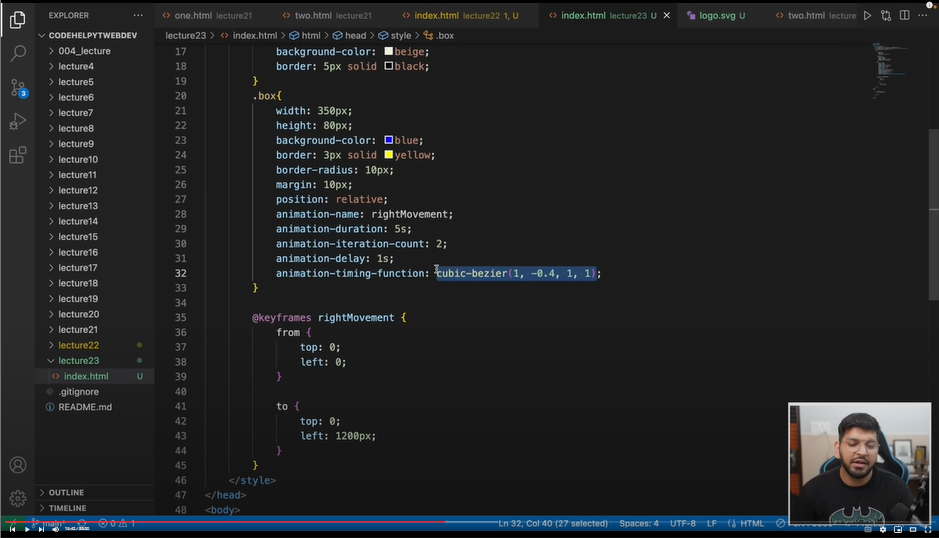 EXPLORER ···
one.html lecture21
two.html lecture21
index.html lecture22 1, U
index.html lecture23 U
logo.svg U
two.html lecture21
CODEHELPYTWEBDEV
lecture23 > index.html > html > head > style > .box
004_lecture
lecture4
lecture5
lecture6
lecture7
lecture8
lecture9
lecture10
lecture11
lecture12
lecture13
lecture14
lecture15
lecture16
lecture17
lecture18
lecture19
lecture20
lecture21
lecture22
lecture23
index.html U
.gitignore
README.md
OUTLINE
TIMELINE
3
17 background-color: beige;
18 border: 5px solid black;
19 }
20 .box{
21 width: 350px;
22 height: 80px;
23 background-color: blue;
24 border: 3px solid yellow;
25 border-radius: 10px;
26 margin: 10px;
27 position: relative;
28 animation-name: rightMovement;
29 animation-duration: 5s;
30 animation-iteration-count: 2;
31 animation-delay: 1s;
32 animation-timing-function: cubic-bezier(1, -0.4, 1, 1);
33 }
34
35 @keyframes rightMovement {
36 from {
37 top: 0;
38 left: 0;
39 }
40
41 to {
42 top: 0;
43 left: 1200px;
44 }
45 }
46 </style>
47 </head>
48 <body>
main* 0 1 Ln 32, Col 40 (27 selected) Spaces: 4 UTF-8 LF HTML